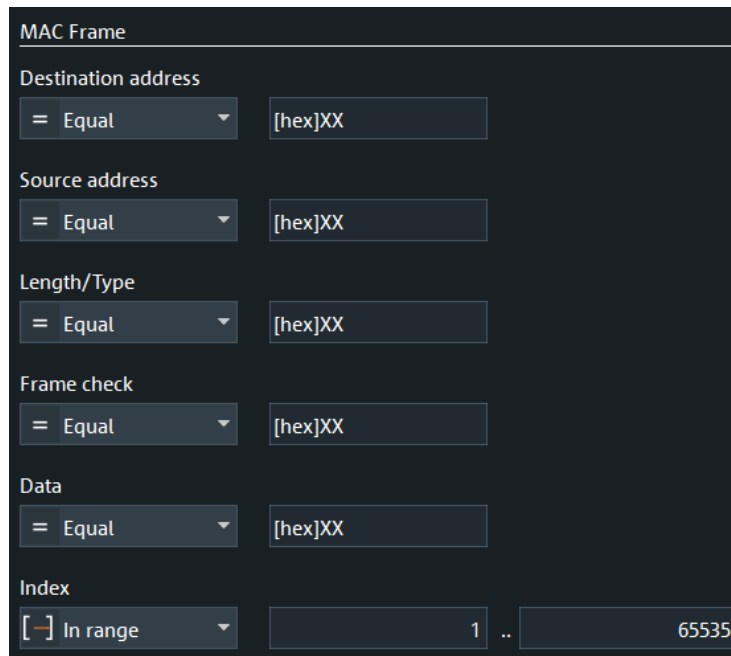 MAC Frame
Destination address
= Equal [hex]XX
Source address
= Equal [hex]XX
Length/Type
= Equal [hex]XX
Frame check
= Equal [hex]XX
Data
= Equal [hex]XX
Index
In range 1 .. 65535